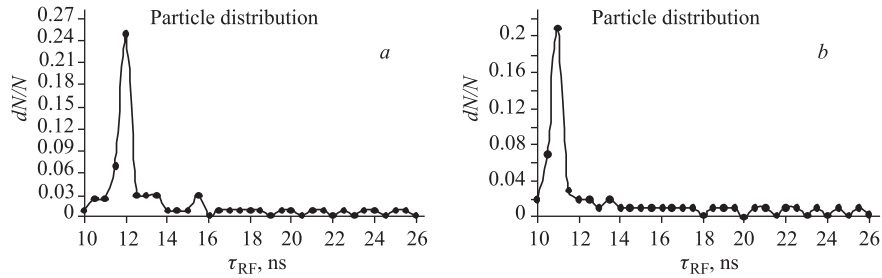 Particle distribution
a
dN/N
0.27
0.24
0.21
0.18
0.15
0.12
0.09
0.06
0.03
0
10 12 14 16 18 20 22 24 26
τRF, ns
Particle distribution
b
dN/N
0.2
0.16
0.12
0.08
0.04
0
10 12 14 16 18 20 22 24 26
τRF, ns